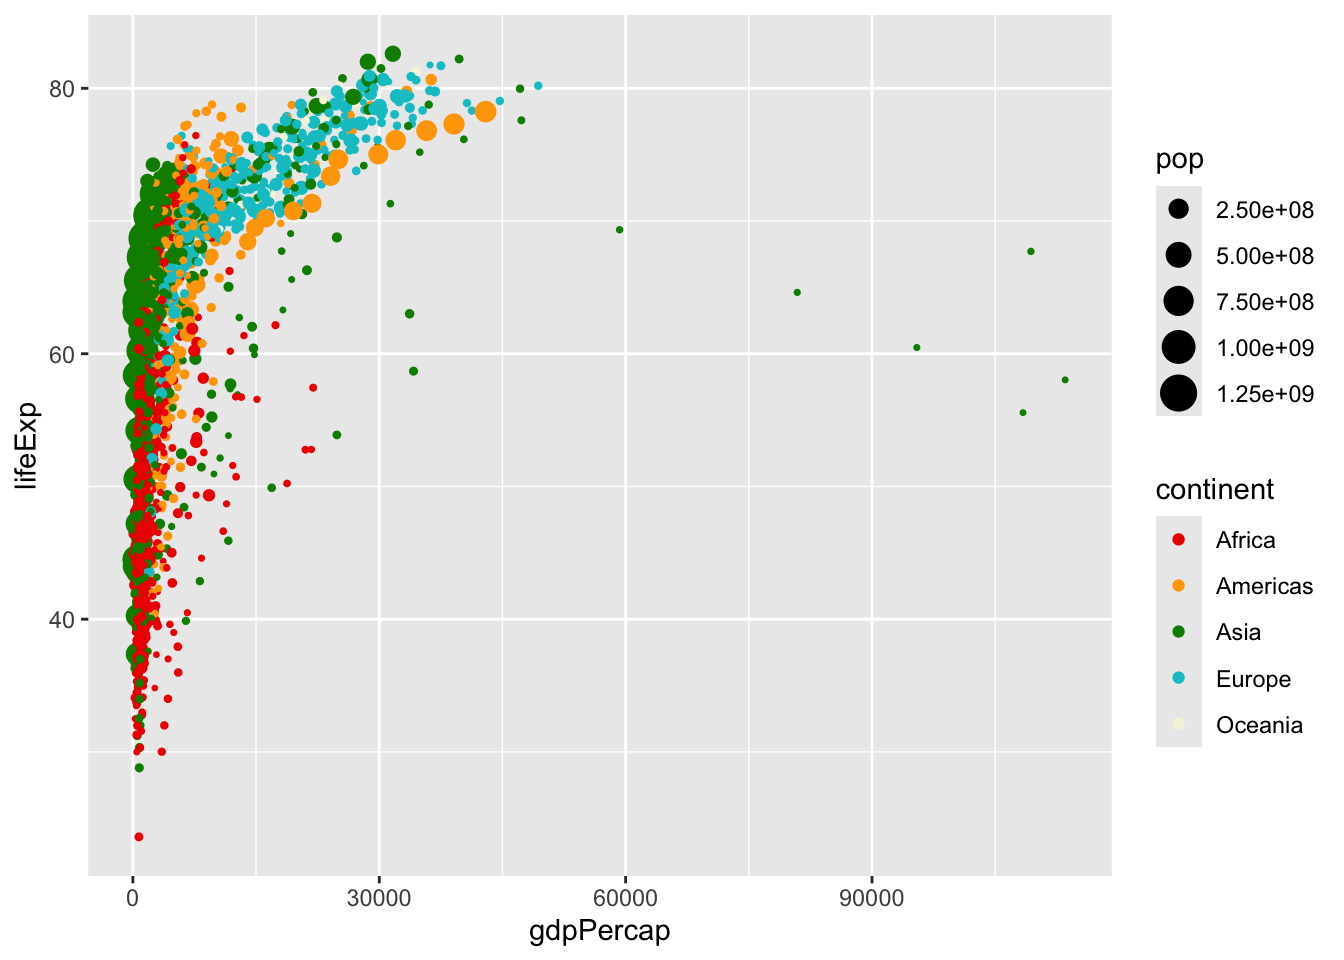 80
60
40
lifeExp
0 30000 60000 90000
gdpPercap
pop
2.50e+08
5.00e+08
7.50e+08
1.00e+09
1.25e+09
continent
Africa
Americas
Asia
Europe
Oceania